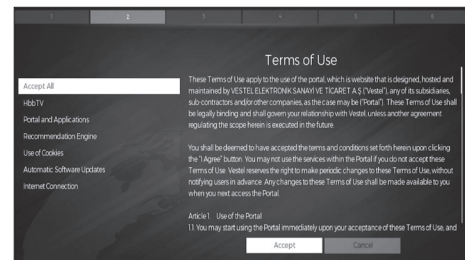 1 2 3 4 5 6
Terms of Use
Accept All
HbbTV
Portal and Applications
Recommendation Engine
Use of Cookies
Automatic Software Updates
Internet Connection
These Terms of Use apply to the use of the portal, which is website that is designed, hosted and
maintained by VESTEL ELEKTRONİK SANAYİ VE TİCARET A.Ş ("Vestel"), any of its subsidiaries,
sub-contractors and/or other companies, as the case may be ("Portal"). These Terms of Use shall
be legally binding and shall govern your relationship with Vestel, unless another agreement
regulating the scope herein is executed in the future.
You shall be deemed to have accepted the terms and conditions set forth herein upon clicking
the "I Agree" button. You may not use the services within the Portal if you do not accept these
Terms of Use. Vestel reserves the right to make periodic changes to these Terms of Use, without
notifying users in advance. Any changes to these Terms of Use shall be made available to you
when you next access the Portal.
Article 1. Use of the Portal
1.1. You may start using the Portal immediately upon your acceptance of these Terms of Use, and
Accept Cancel